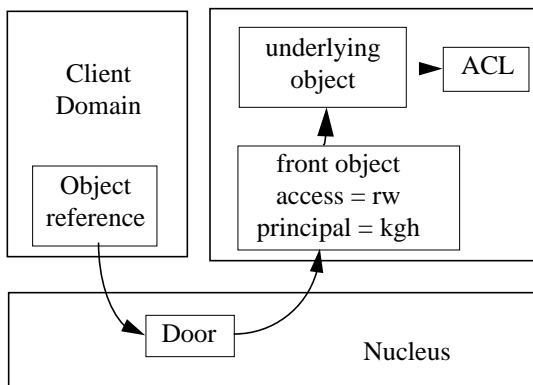 Client
Domain
Object
reference
underlying
object
ACL
front object
access = rw
principal = kgh
Door
Nucleus